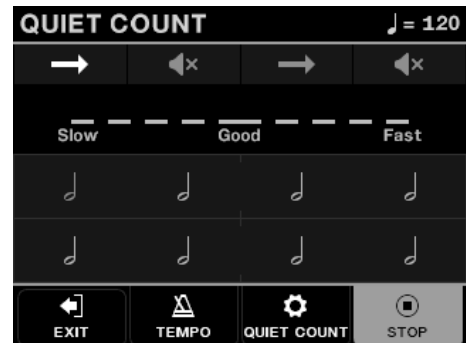 QUIET COUNT
♩ = 120
Slow Good Fast
EXIT TEMPO QUIET COUNT STOP